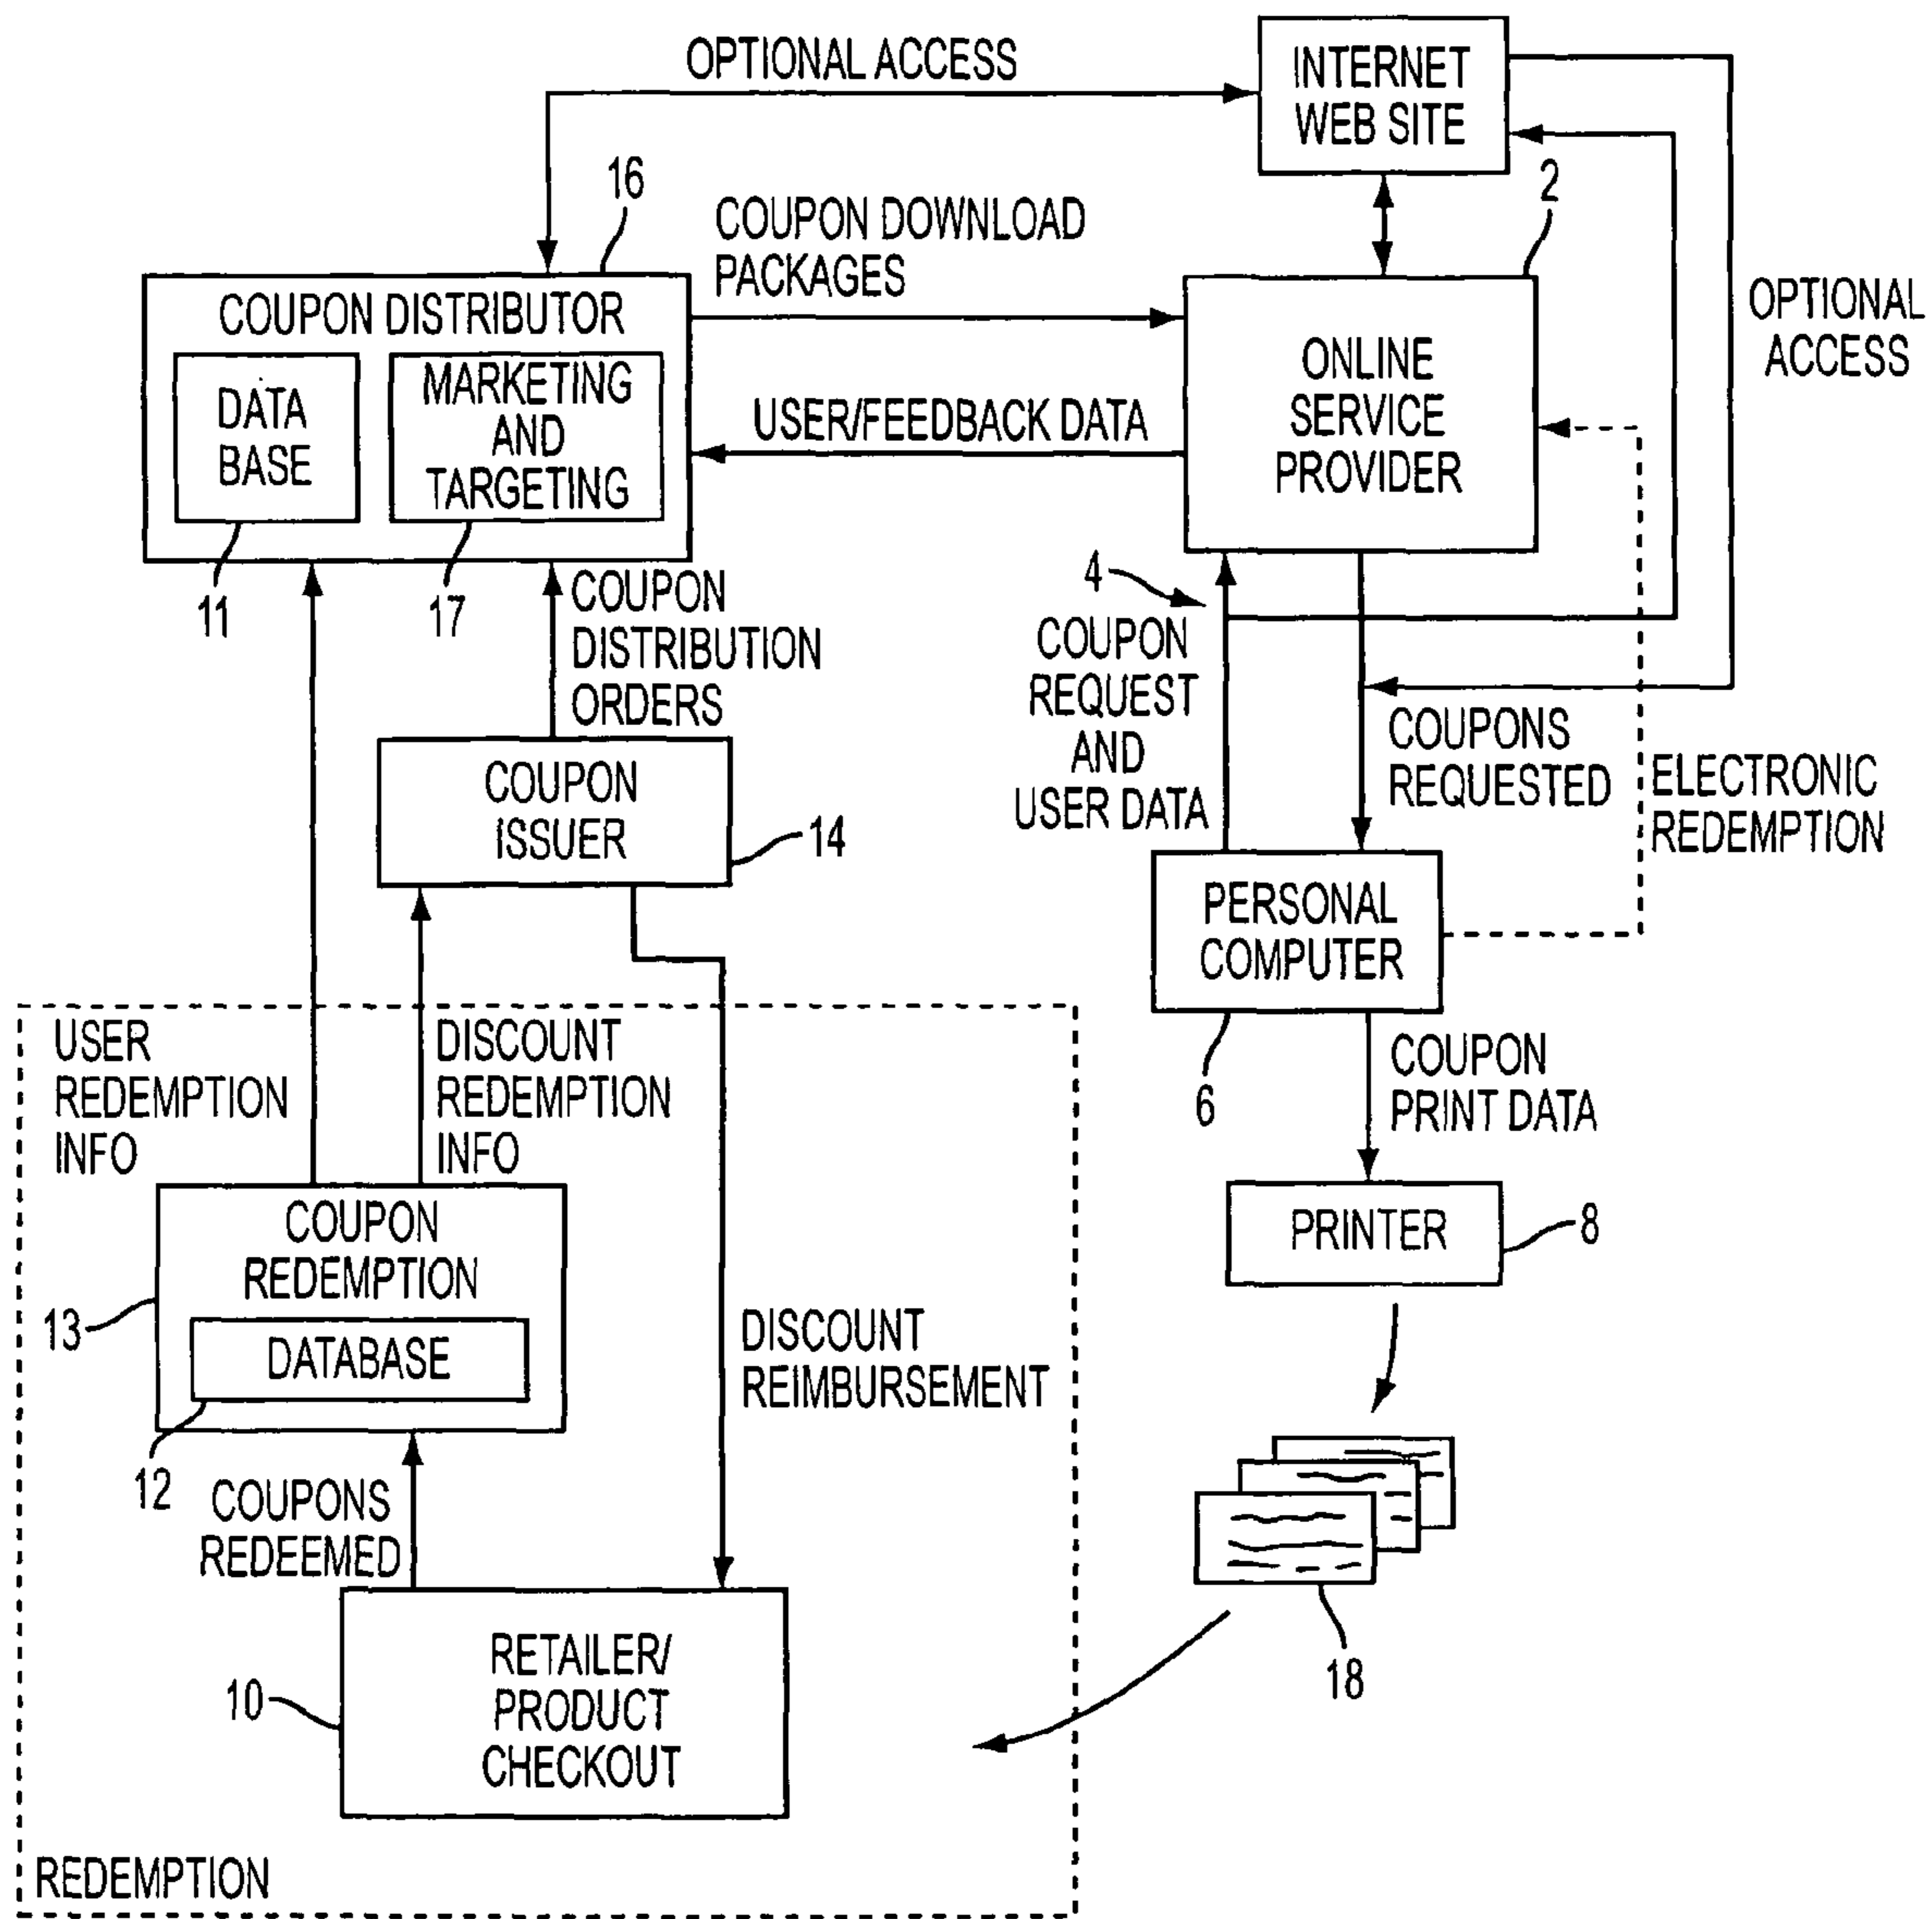 OPTIONAL ACCESS
INTERNET
WEB SITE
16
COUPON DOWNLOAD
PACKAGES
2
OPTIONAL
ACCESS
COUPON DISTRIBUTOR
DATA
BASE
MARKETING
AND
TARGETING
USER/FEEDBACK DATA
ONLINE
SERVICE
PROVIDER
11
17
COUPON
DISTRIBUTION
ORDERS
4
COUPON
REQUEST
AND
USER DATA
COUPONS
REQUESTED
ELECTRONIC
REDEMPTION
COUPON
ISSUER
14
PERSONAL
COMPUTER
6
COUPON
PRINT DATA
USER
REDEMPTION
INFO
DISCOUNT
REDEMPTION
INFO
PRINTER
8
COUPON
REDEMPTION
DATABASE
13
12
DISCOUNT
REIMBURSEMENT
COUPONS
REDEEMED
18
RETAILER/
PRODUCT
CHECKOUT
10
REDEMPTION